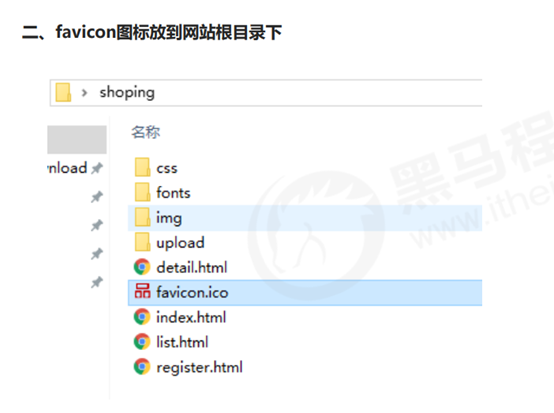 二、favicon图标放到网站根目录下
shoping
名称
wnload
css
fonts
img
upload
detail.html
favicon.ico
index.html
list.html
register.html
黑马程
www.ithei